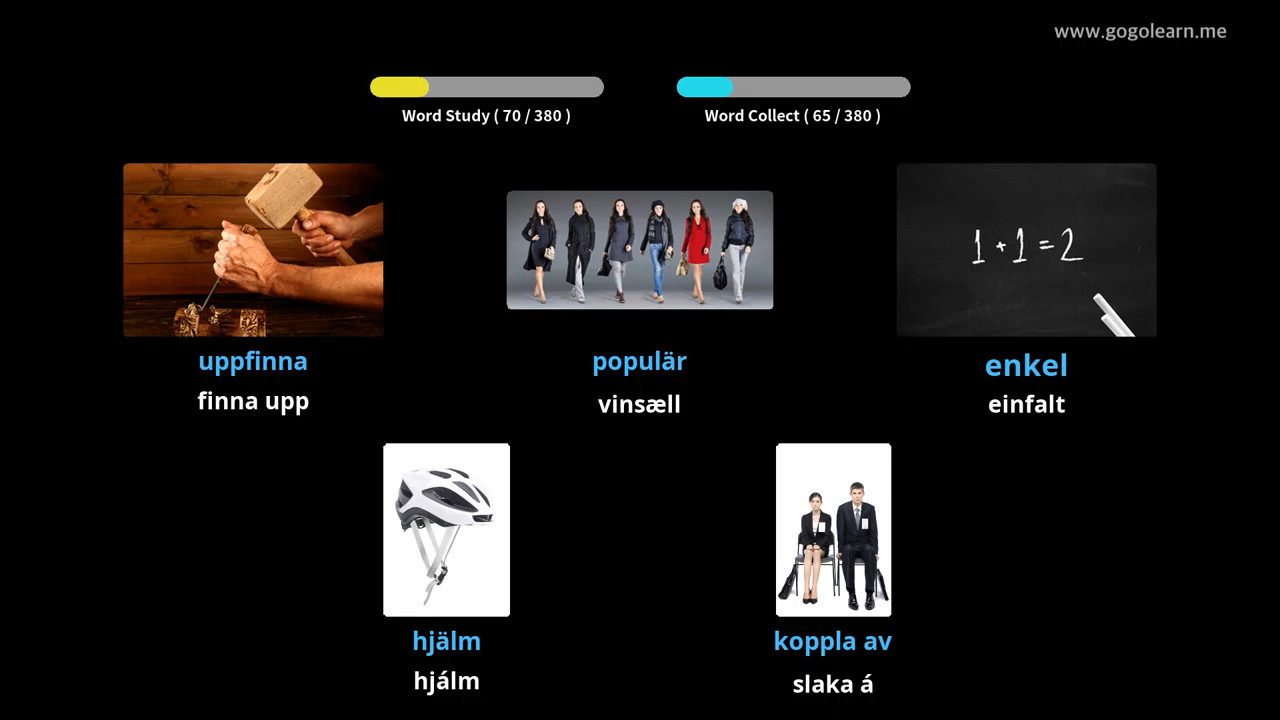 www.gogolearn.me
Word Study ( 70 / 380 )
Word Collect ( 65 / 380 )
1 + 1 = 2
uppfinna
finna upp
populär
vinsæll
enkel
einfalt
hjälm
hjálm
koppla av
slaka á